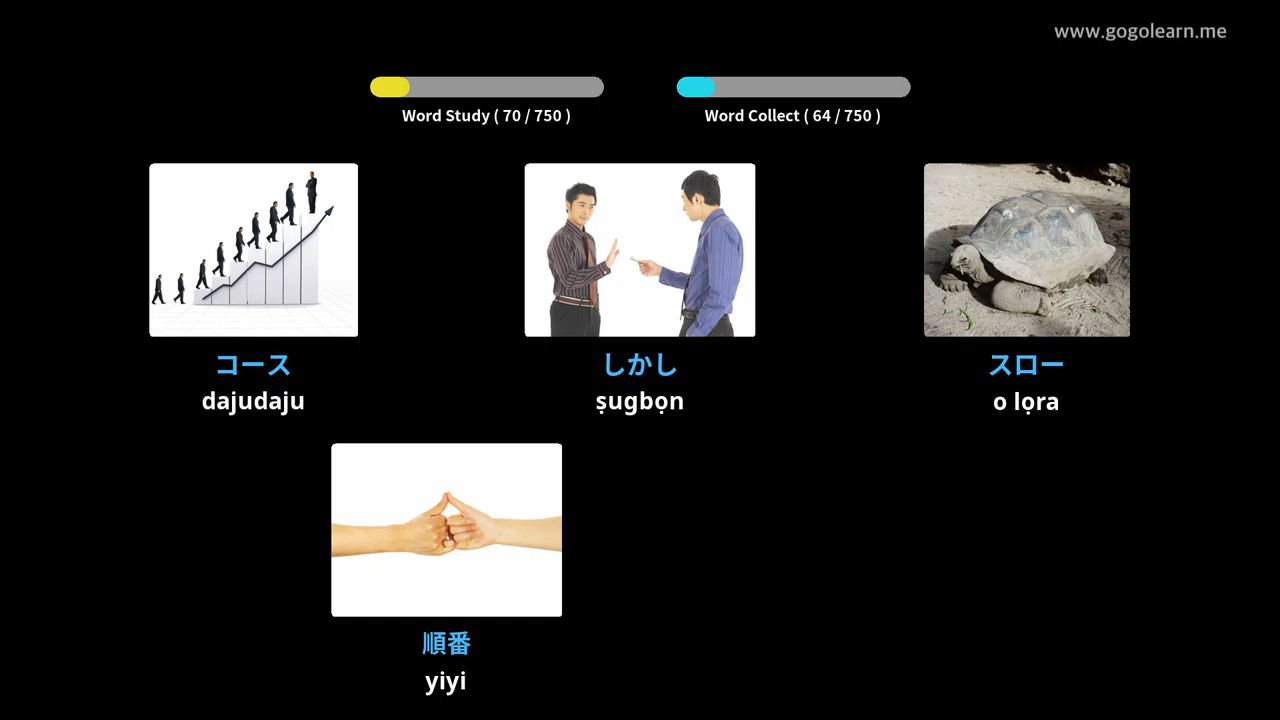 www.gogolearn.me
Word Study ( 70 / 750 )
Word Collect ( 64 / 750 )
コース
dajudaju
しかし
ṣugbọn
スロー
o lọra
順番
yiyi